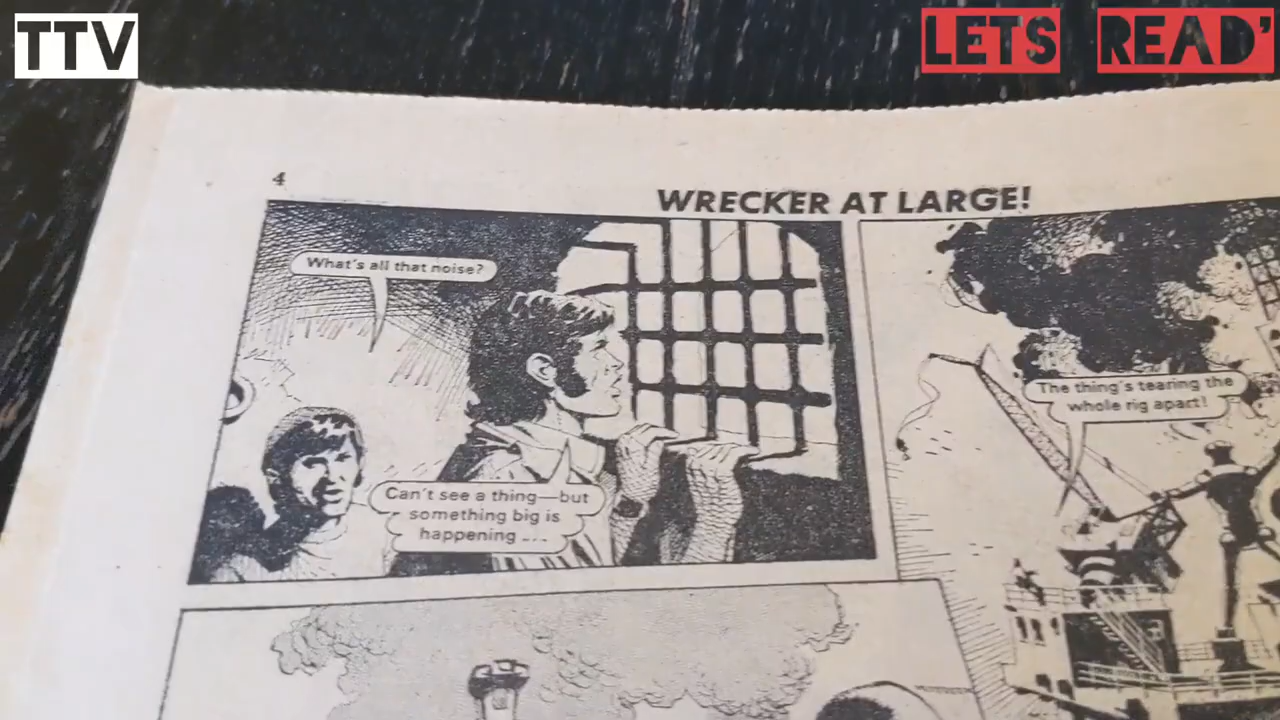 TTV
LETS READ'
4
WRECKER AT LARGE!
What's all that noise?
Can't see a thing—but
something big is
happening ...
The thing's tearing the
whole rig apart!